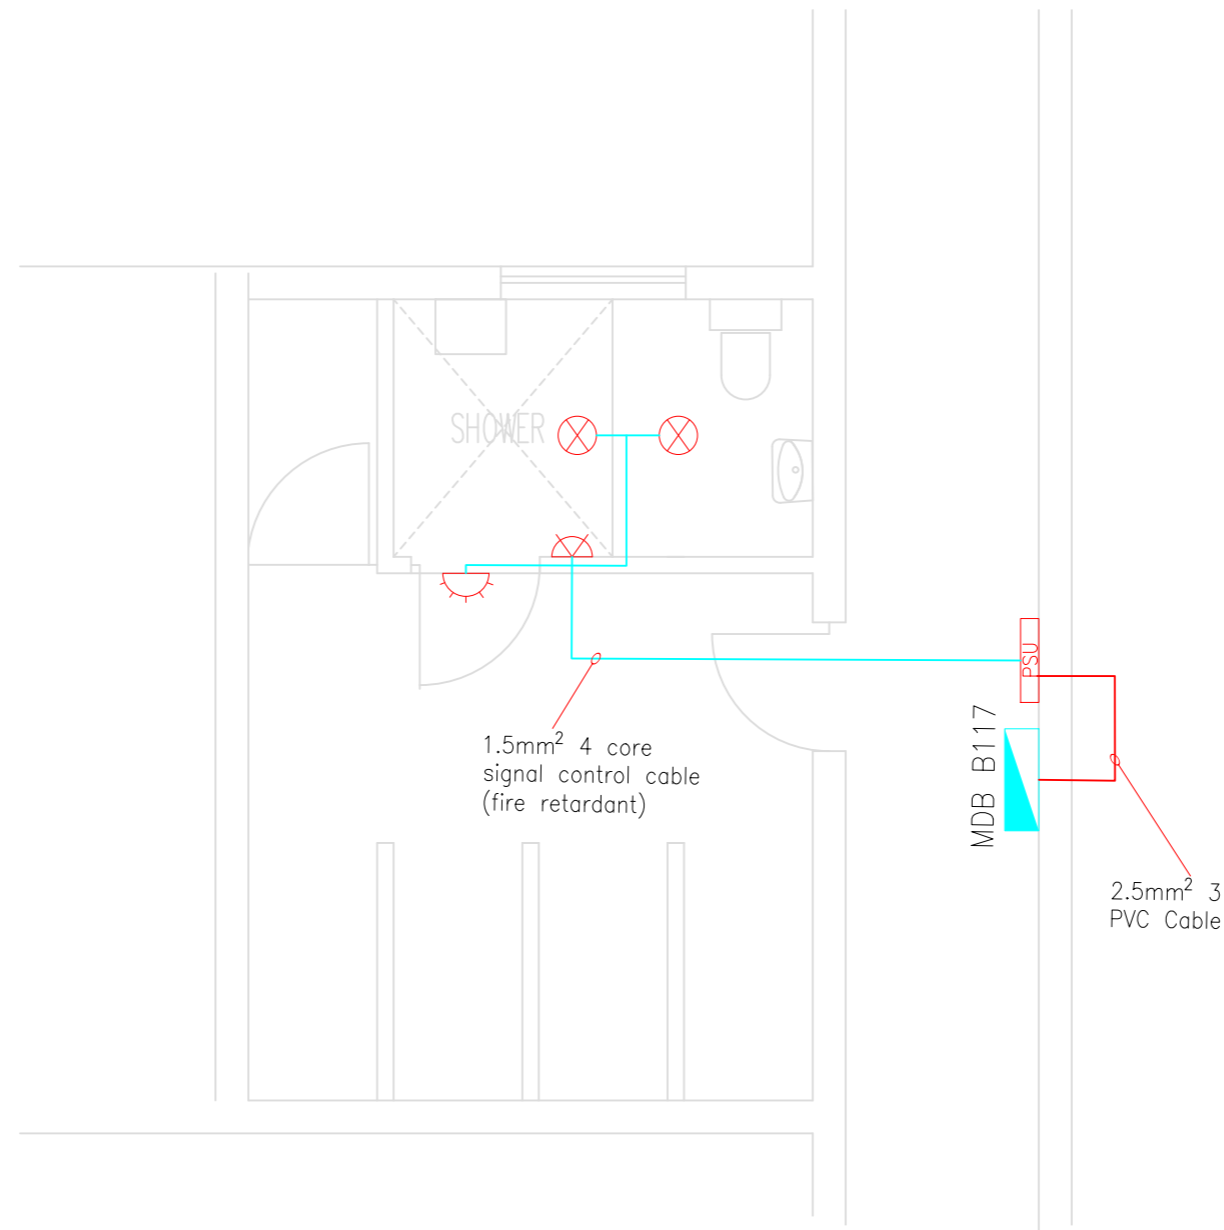 SHOWER
PSU
1.5mm² 4 core
signal control cable
(fire retardant)
MDB B117
2.5mm² 3
PVC Cable